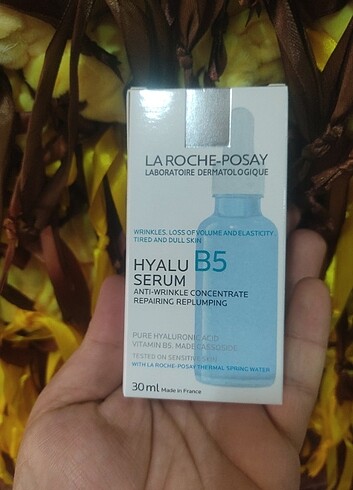 LA ROCHE-POSAY
LABORATOIRE DERMATOLOGIQUE
WRINKLES, LOSS OF VOLUME AND ELASTICITY
TIRED AND DULL SKIN
HYALU B5
SERUM
ANTI-WRINKLE CONCENTRATE
REPAIRING REPLUMPING
PURE HYALURONIC ACID
VITAMIN B5, MADECASSOSIDE
TESTED ON SENSITIVE SKIN
WITH LA ROCHE-POSAY THERMAL SPRING WATER
30 ml Made in France